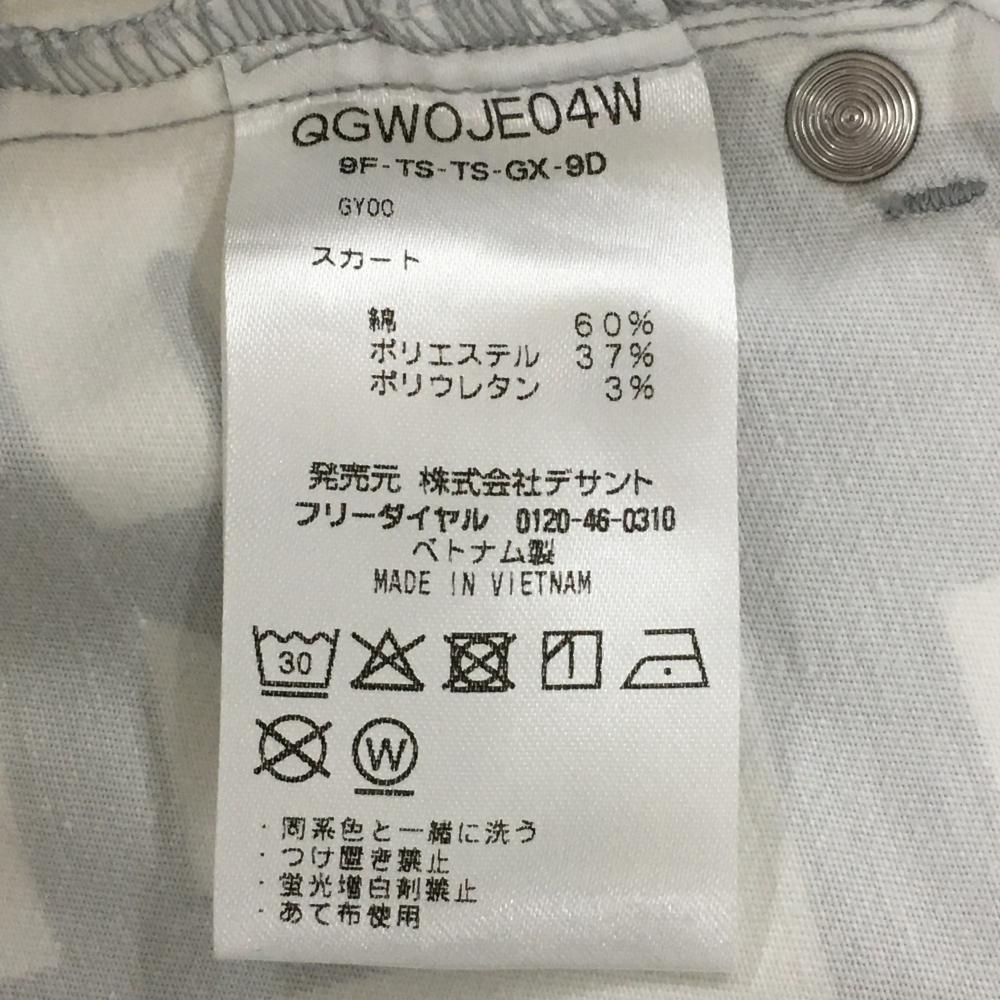 QGWOJE04W
9F-TS-TS-GX-9D
GY00
スカート
綿 60%
ポリエステル 37%
ポリウレタン 3%
発売元 株式会社デサント
フリーダイヤル 0120-46-0310
ベトナム製
MADE IN VIETNAM
30
W
・同系色と一緒に洗う
・つけ置き禁止
・蛍光増白剤禁止
・あて布使用